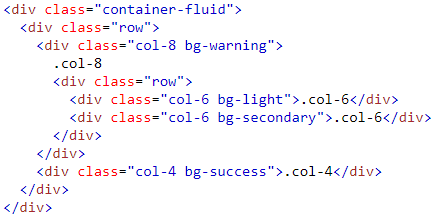 <div class="container-fluid">
  <div class="row">
    <div class="col-8 bg-warning">
      .col-8
      <div class="row">
        <div class="col-6 bg-light">.col-6</div>
        <div class="col-6 bg-secondary">.col-6</div>
      </div>
    </div>
    <div class="col-4 bg-success">.col-4</div>
  </div>
</div>